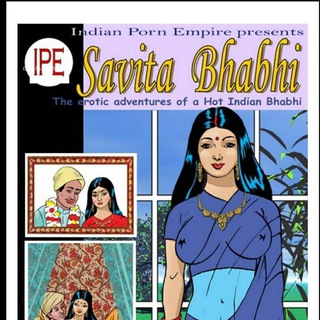 Indian Porn Empire presents
IPE
Savita Bhabhi
The erotic adventures of a Hot Indian Bhabhi